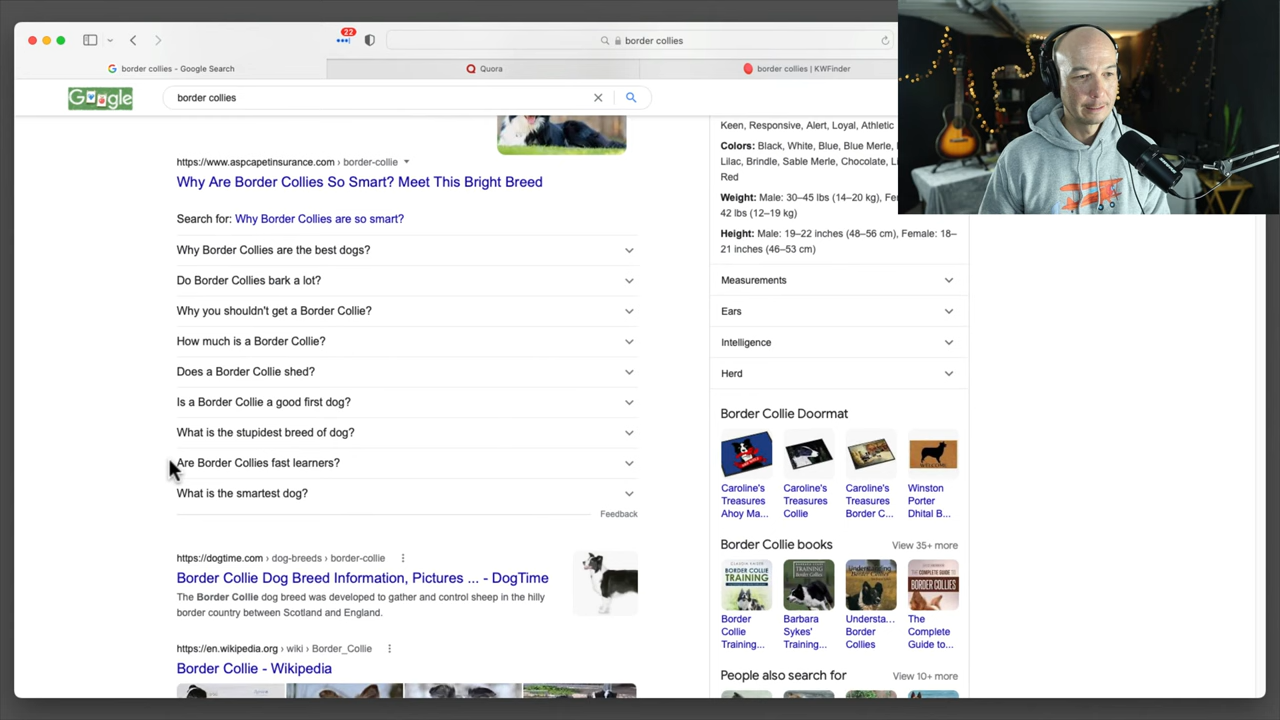 22
border collies
border collies - Google Search
Quora
border collies | KWFinder
Google
border collies
https://www.aspcapetinsurance.com › border-collie
Why Are Border Collies So Smart? Meet This Bright Breed
Search for: Why Border Collies are so smart?
Why Border Collies are the best dogs?
Do Border Collies bark a lot?
Why you shouldn't get a Border Collie?
How much is a Border Collie?
Does a Border Collie shed?
Is a Border Collie a good first dog?
What is the stupidest breed of dog?
Are Border Collies fast learners?
What is the smartest dog?
Feedback
https://dogtime.com › dog-breeds › border-collie
Border Collie Dog Breed Information, Pictures ... - DogTime
The Border Collie dog breed was developed to gather and control sheep in the hilly
border country between Scotland and England.
https://en.wikipedia.org › wiki › Border_Collie
Border Collie - Wikipedia
Keen, Responsive, Alert, Loyal, Athletic
Colors: Black, White, Blue, Blue Merle,
Lilac, Brindle, Sable Merle, Chocolate,
Red
Weight: Male: 30–45 lbs (14–20 kg),
42 lbs (12–19 kg)
Height: Male: 19–22 inches (48–56 cm), Female: 18–
21 inches (46–53 cm)
Measurements
Ears
Intelligence
Herd
Border Collie Doormat
Caroline's Treasures Ahoy Ma...
Caroline's Treasures Collie
Caroline's Treasures Border C...
Winston Porter Dhital B...
Border Collie books
View 35+ more
BORDER COLLIE TRAINING
Border Collie Training...
Barbara Sykes' Training...
Understa... Border Collies
The Complete Guide to...
People also search for
View 10+ more